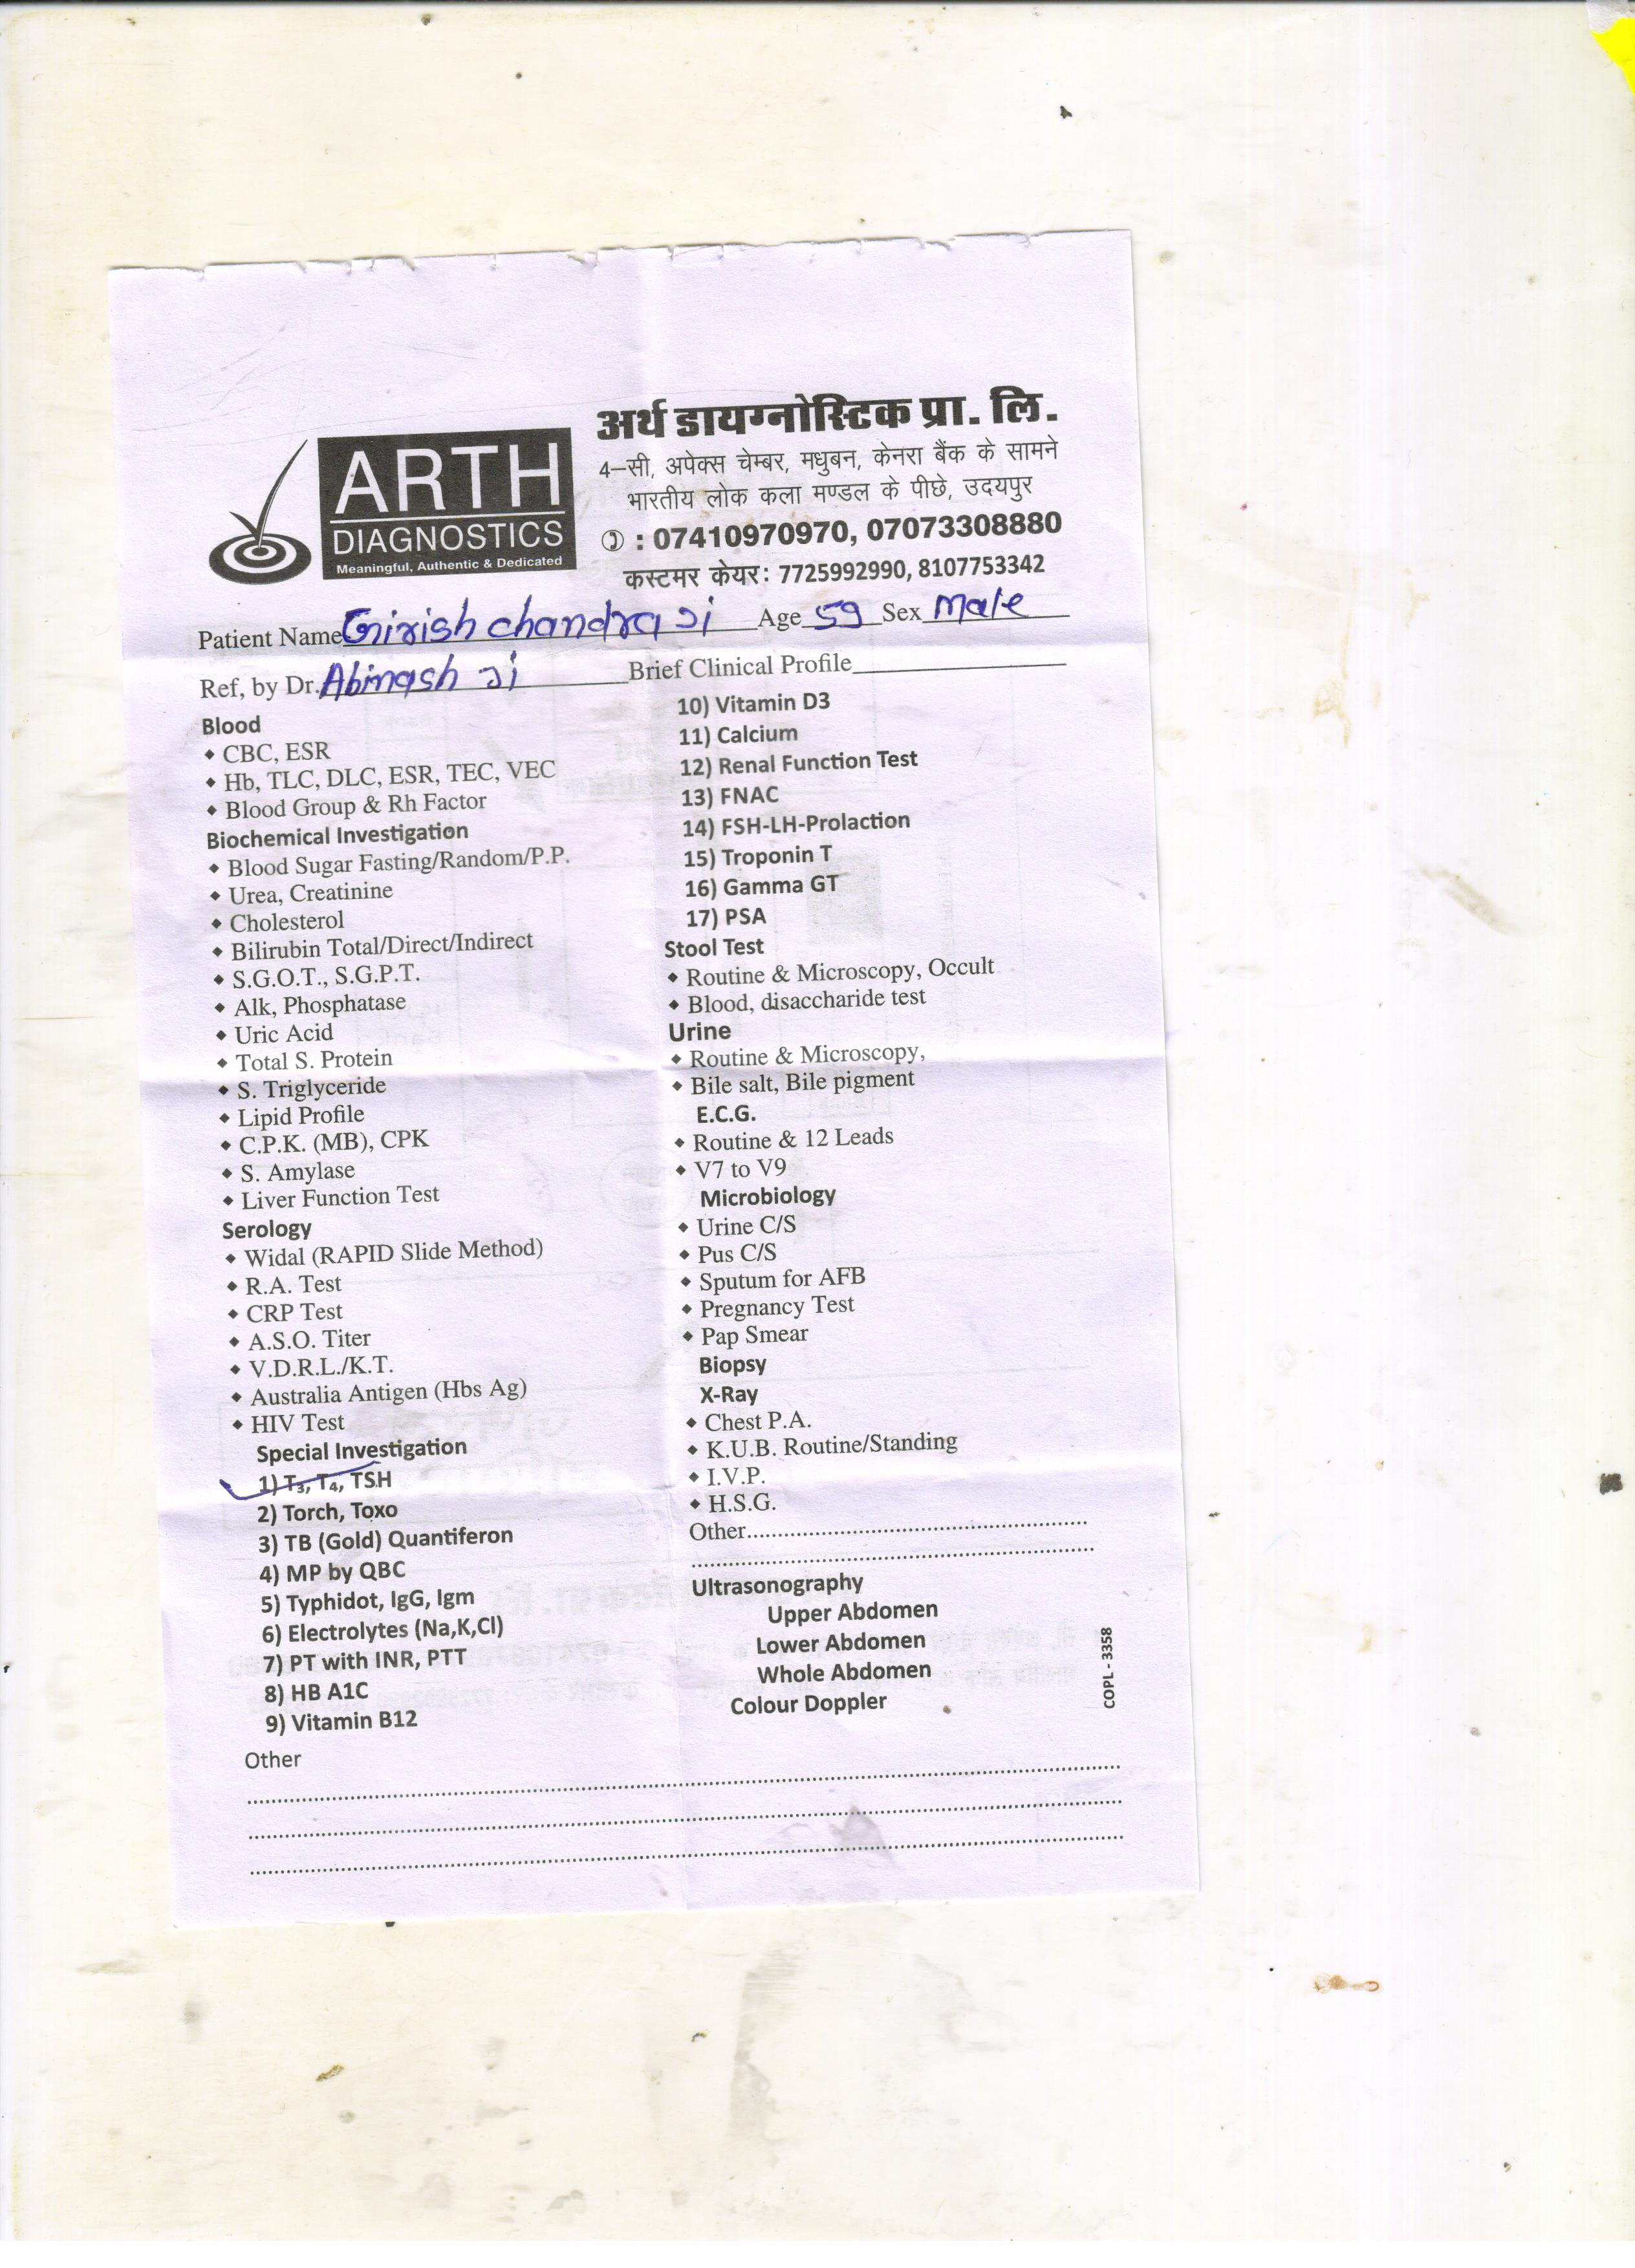 अर्थ डायग्नोस्टिक प्रा. लि.
ARTH
DIAGNOSTICS
Meaningful, Authentic & Dedicated
4–सी, अपेक्स चेम्बर, मधुबन, केनरा बैंक के सामने
भारतीय लोक कला मण्डल के पीछे, उदयपुर
: 07410970970, 07073308880
कस्टमर केयर: 7725992990, 8107753342
Patient Name Girish chandra Ji Age 59 Sex Male
Ref, by Dr. Abinash Ji Brief Clinical Profile
Blood
• CBC, ESR
• Hb, TLC, DLC, ESR, TEC, VEC
• Blood Group & Rh Factor
Biochemical Investigation
• Blood Sugar Fasting/Random/P.P.
• Urea, Creatinine
• Cholesterol
• Bilirubin Total/Direct/Indirect
• S.G.O.T., S.G.P.T.
• Alk, Phosphatase
• Uric Acid
• Total S. Protein
• S. Triglyceride
• Lipid Profile
• C.P.K. (MB), CPK
• S. Amylase
• Liver Function Test
Serology
• Widal (RAPID Slide Method)
• R.A. Test
• CRP Test
• A.S.O. Titer
• V.D.R.L./K.T.
• Australia Antigen (Hbs Ag)
• HIV Test
Special Investigation
1) T₃, T₄, TSH
2) Torch, Toxo
3) TB (Gold) Quantiferon
4) MP by QBC
5) Typhidot, IgG, Igm
6) Electrolytes (Na,K,Cl)
7) PT with INR, PTT
8) HB A1C
9) Vitamin B12
10) Vitamin D3
11) Calcium
12) Renal Function Test
13) FNAC
14) FSH-LH-Prolaction
15) Troponin T
16) Gamma GT
17) PSA
Stool Test
• Routine & Microscopy, Occult
• Blood, disaccharide test
Urine
• Routine & Microscopy,
• Bile salt, Bile pigment
E.C.G.
• Routine & 12 Leads
• V7 to V9
Microbiology
• Urine C/S
• Pus C/S
• Sputum for AFB
• Pregnancy Test
• Pap Smear
Biopsy
X-Ray
• Chest P.A.
• K.U.B. Routine/Standing
• I.V.P.
• H.S.G.
Other
Ultrasonography
Upper Abdomen
Lower Abdomen
Whole Abdomen
Colour Doppler
COPL - 3358
Other